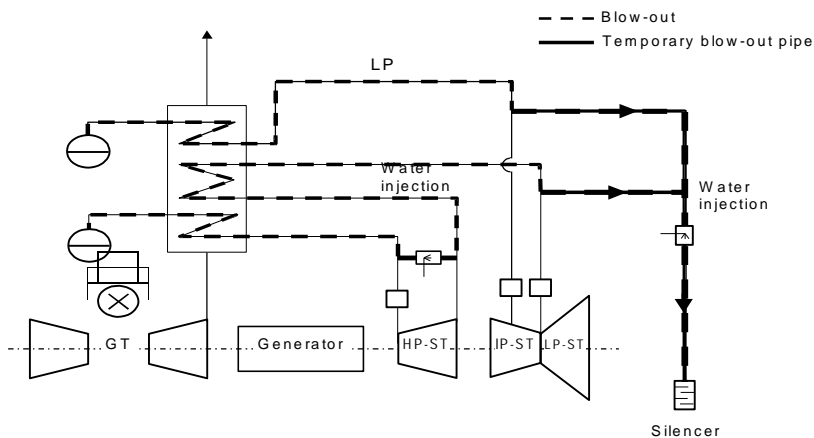 Blow-out
Temporary blow-out pipe
LP
Water
injection
Water
injection
GT
Generator
HP-ST
IP-ST
LP-ST
Silencer